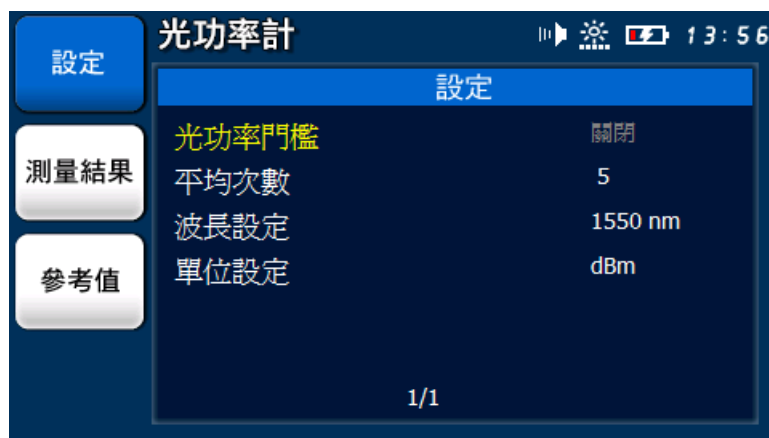 光功率計 13:56
設定
測量結果
參考值
設定
光功率門檻 關閉
平均次數 5
波長設定 1550 nm
單位設定 dBm
1/1